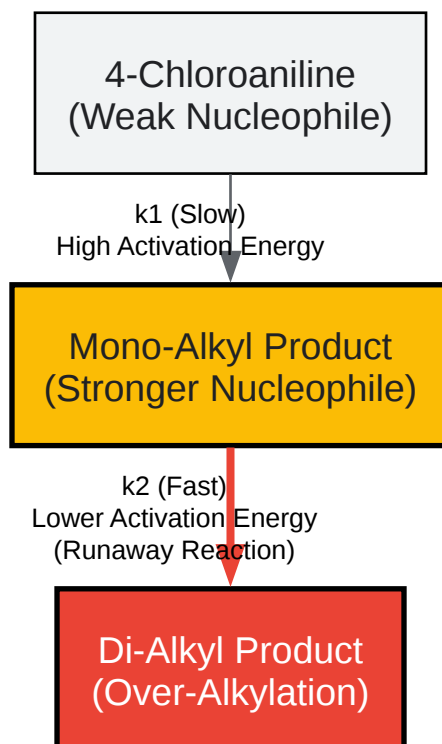 4-Chloroaniline
(Weak Nucleophile)
k1 (Slow)
High Activation Energy
Mono-Alkyl Product
(Stronger Nucleophile)
k2 (Fast)
Lower Activation Energy
(Runaway Reaction)
Di-Alkyl Product
(Over-Alkylation)